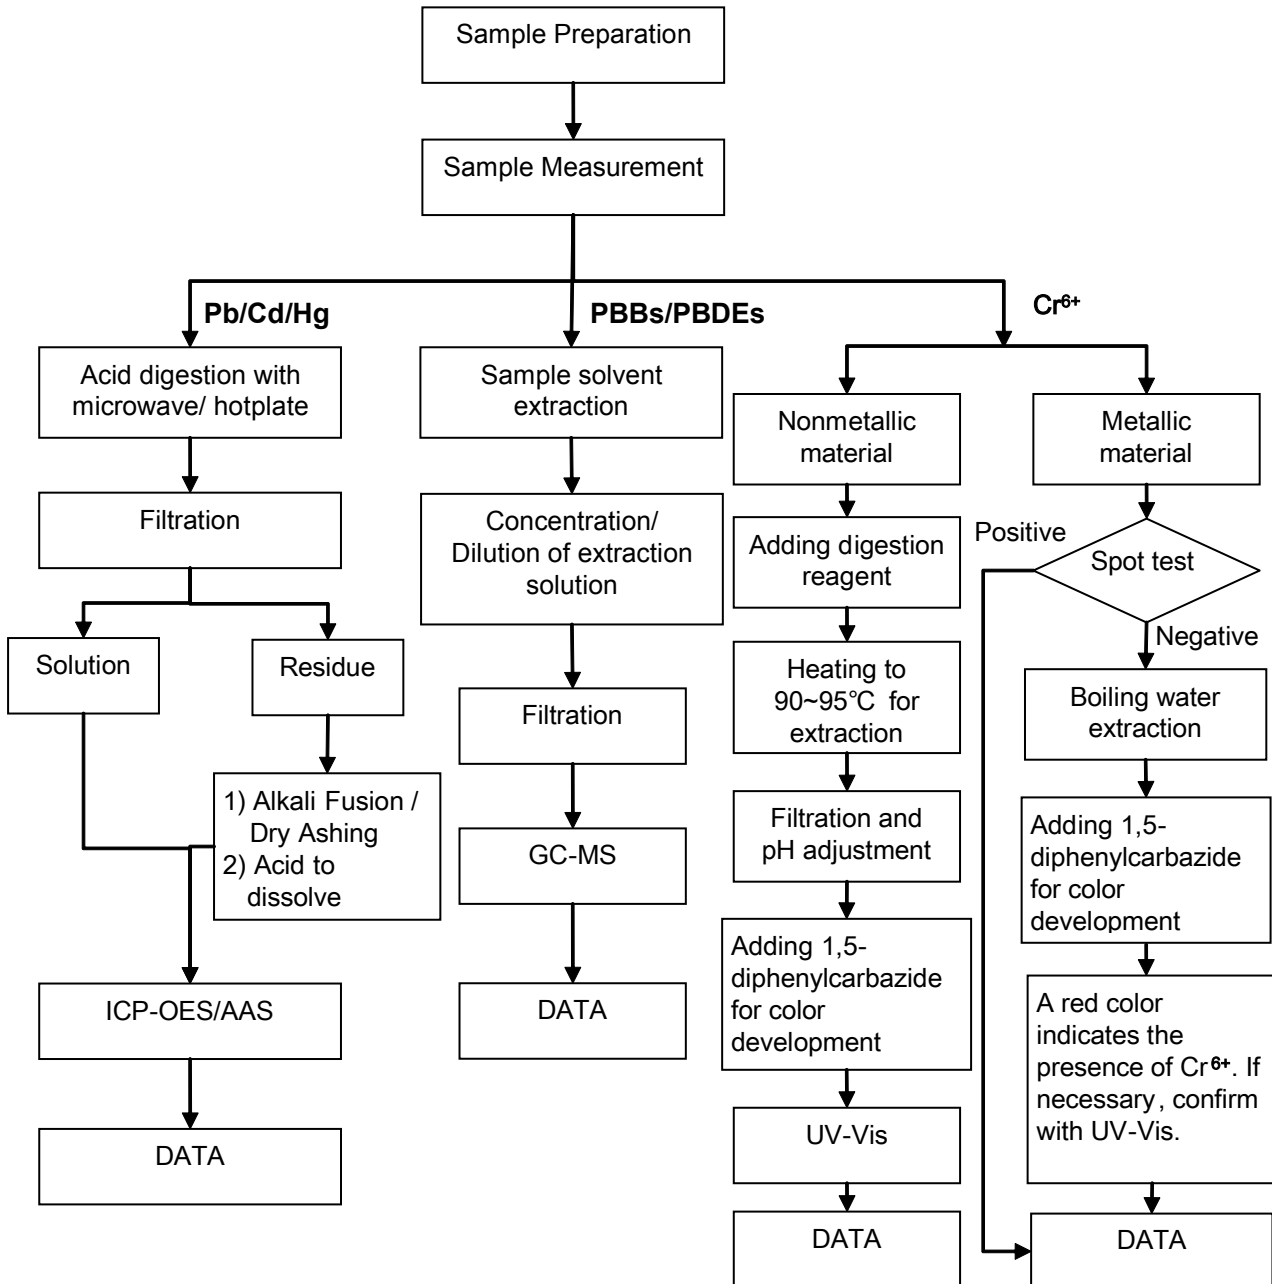 Sample Preparation
Sample Measurement
Pb/Cd/Hg
PBBs/PBDEs
Cr⁶⁺
Acid digestion with
microwave/ hotplate
Filtration
Solution
Residue
1) Alkali Fusion /
Dry Ashing
2) Acid to
dissolve
ICP-OES/AAS
DATA
Sample solvent
extraction
Concentration/
Dilution of extraction
solution
Filtration
GC-MS
DATA
Nonmetallic
material
Adding digestion
reagent
Heating to
90~95℃ for
extraction
Filtration and
pH adjustment
Adding 1,5-
diphenylcarbazide
for color
development
UV-Vis
DATA
Metallic
material
Positive
Spot test
Negative
Boiling water
extraction
Adding 1,5-
diphenylcarbazide
for color
development
A red color
indicates the
presence of Cr⁶⁺. If
necessary, confirm
with UV-Vis.
DATA